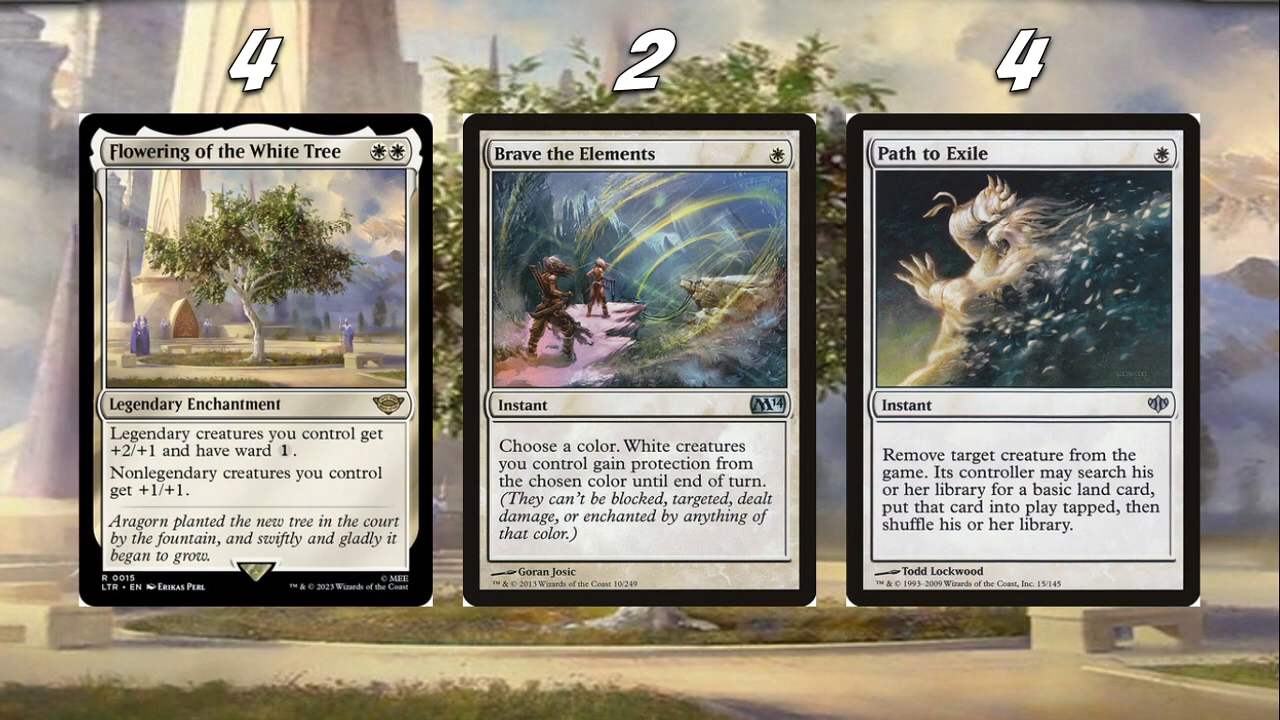 4
2
4
Flowering of the White Tree
Legendary Enchantment
Legendary creatures you control get
+2/+1 and have ward 1.
Nonlegendary creatures you control
get +1/+1.
Aragorn planted the new tree in the court
by the fountain, and swiftly and gladly it
began to grow.
R 0015
LTR • EN Erikas Perl
© MEE
™ & © 2023 Wizards of the Coast
Brave the Elements
Instant
M14
Choose a color. White creatures
you control gain protection from
the chosen color until end of turn.
(They can't be blocked, targeted, dealt
damage, or enchanted by anything of
that color.)
Goran Josic
™ & © 2013 Wizards of the Coast 10/249
Path to Exile
Instant
Remove target creature from the
game. Its controller may search his
or her library for a basic land card,
put that card into play tapped, then
shuffle his or her library.
Todd Lockwood
™ & © 1993-2009 Wizards of the Coast, Inc. 15/145